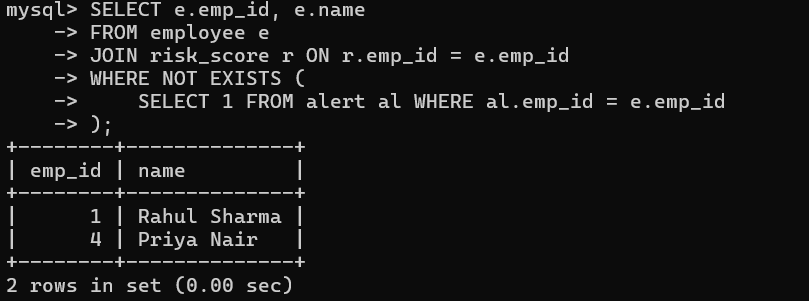 mysql> SELECT e.emp_id, e.name
    -> FROM employee e
    -> JOIN risk_score r ON r.emp_id = e.emp_id
    -> WHERE NOT EXISTS (
    ->     SELECT 1 FROM alert al WHERE al.emp_id = e.emp_id
    -> );
+--------+--------------+
| emp_id | name         |
+--------+--------------+
|      1 | Rahul Sharma |
|      4 | Priya Nair   |
+--------+--------------+
2 rows in set (0.00 sec)